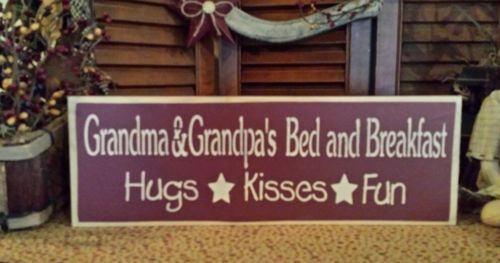 Grandma & Grandpa's Bed and Breakfast
Hugs ★ Kisses ★ Fun